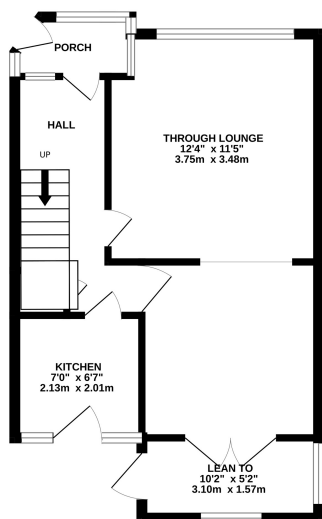 PORCH
HALL
UP
THROUGH LOUNGE
12'4" x 11'5"
3.75m x 3.48m
KITCHEN
7'0" x 6'7"
2.13m x 2.01m
LEAN TO
10'2" x 5'2"
3.10m x 1.57m